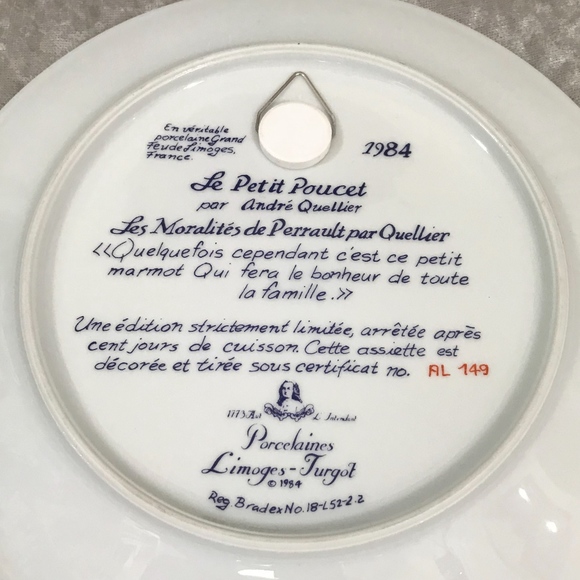 En véritable
porcelaine Grand
Feu de Limoges,
France.
1984
Le Petit Poucet
par André Quellier
Les Moralités de Perrault par Quellier
<<Quelquefois cependant c'est ce petit
marmot Qui fera le bonheur de toute
la famille.>>
Une édition strictement limitée, arrêtée après
cent jours de cuisson. Cette assiette est
décorée et tirée sous certificat no. AL 149
1773
Porcelaines
Limoges-Turgot
© 1984
Reg. Bradex No. 18-L52-2.2